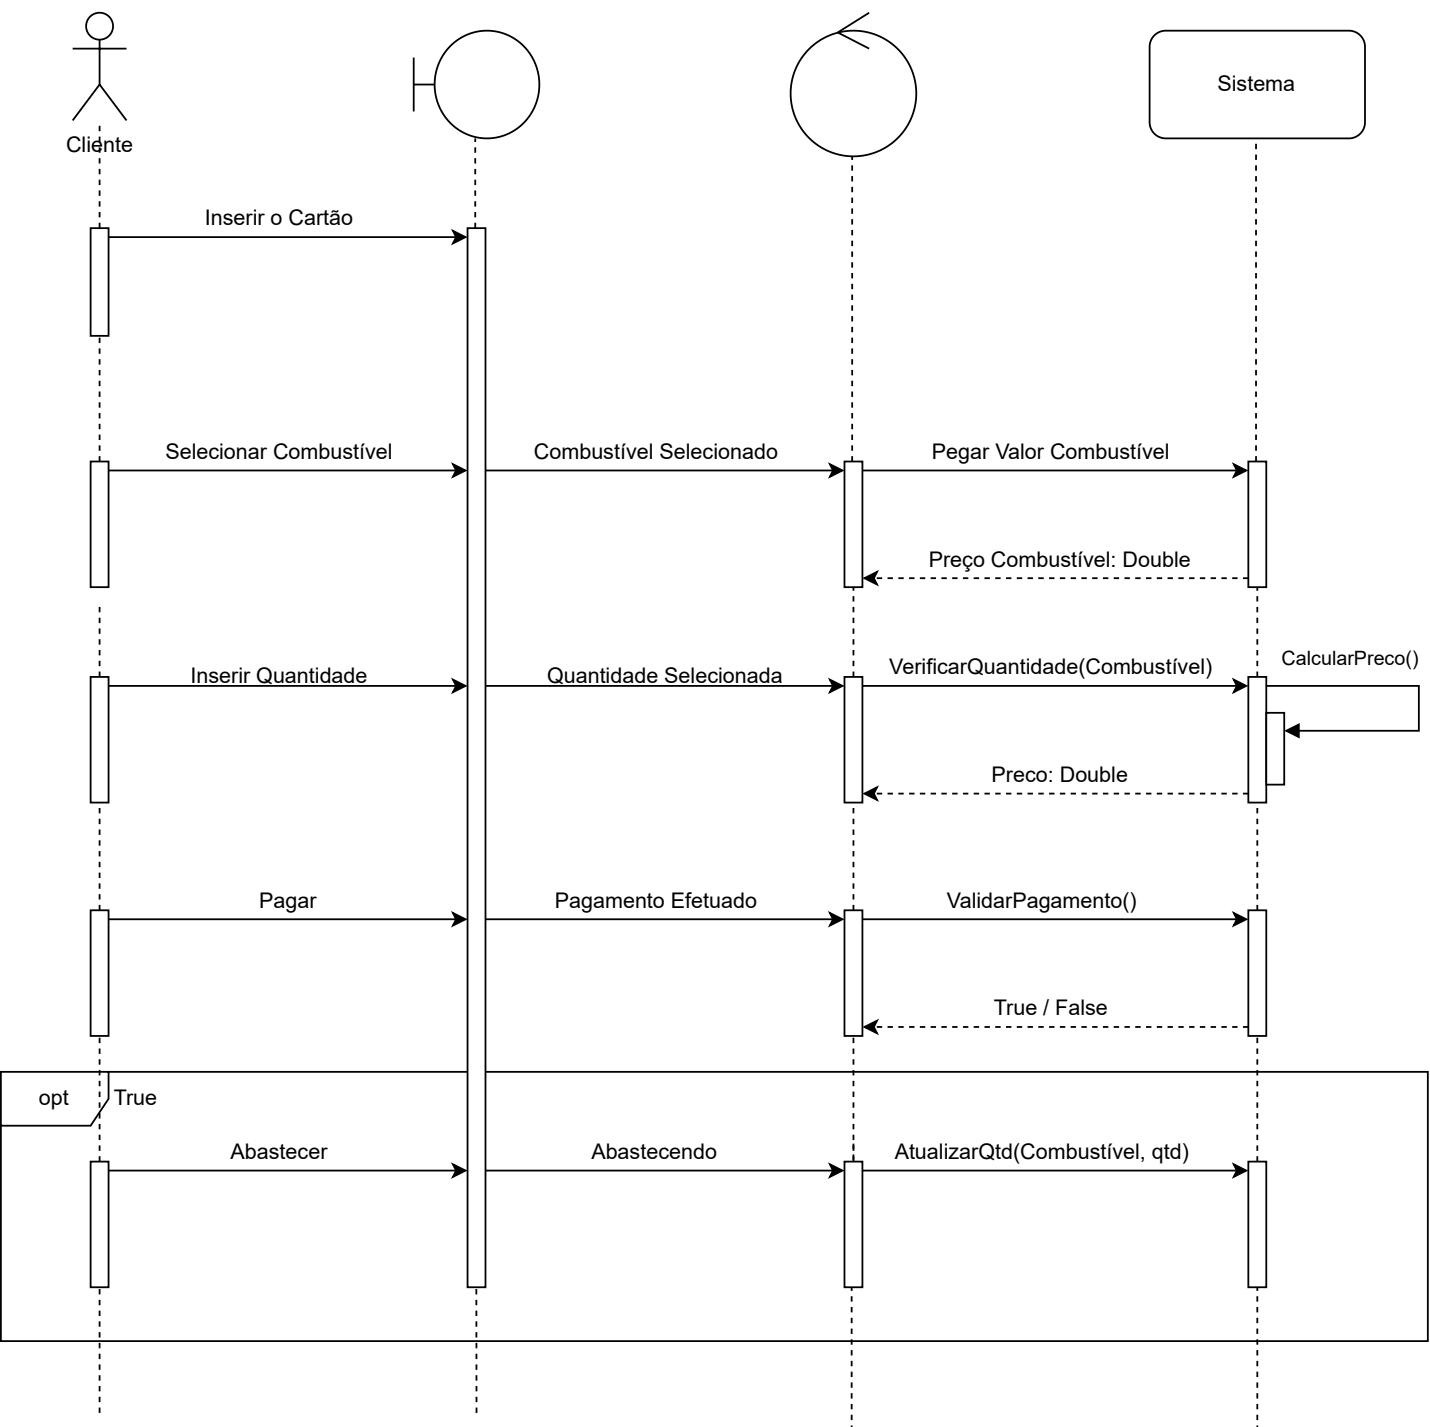 Sistema
Cliente
Inserir o Cartão
Selecionar Combustível
Combustível Selecionado
Pegar Valor Combustível
Preço Combustível: Double
CalcularPreco()
Inserir Quantidade
Quantidade Selecionada
VerificarQuantidade(Combustível)
Preco: Double
Pagar
Pagamento Efetuado
ValidarPagamento()
True / False
opt
True
Abastecer
Abastecendo
AtualizarQtd(Combustível, qtd)